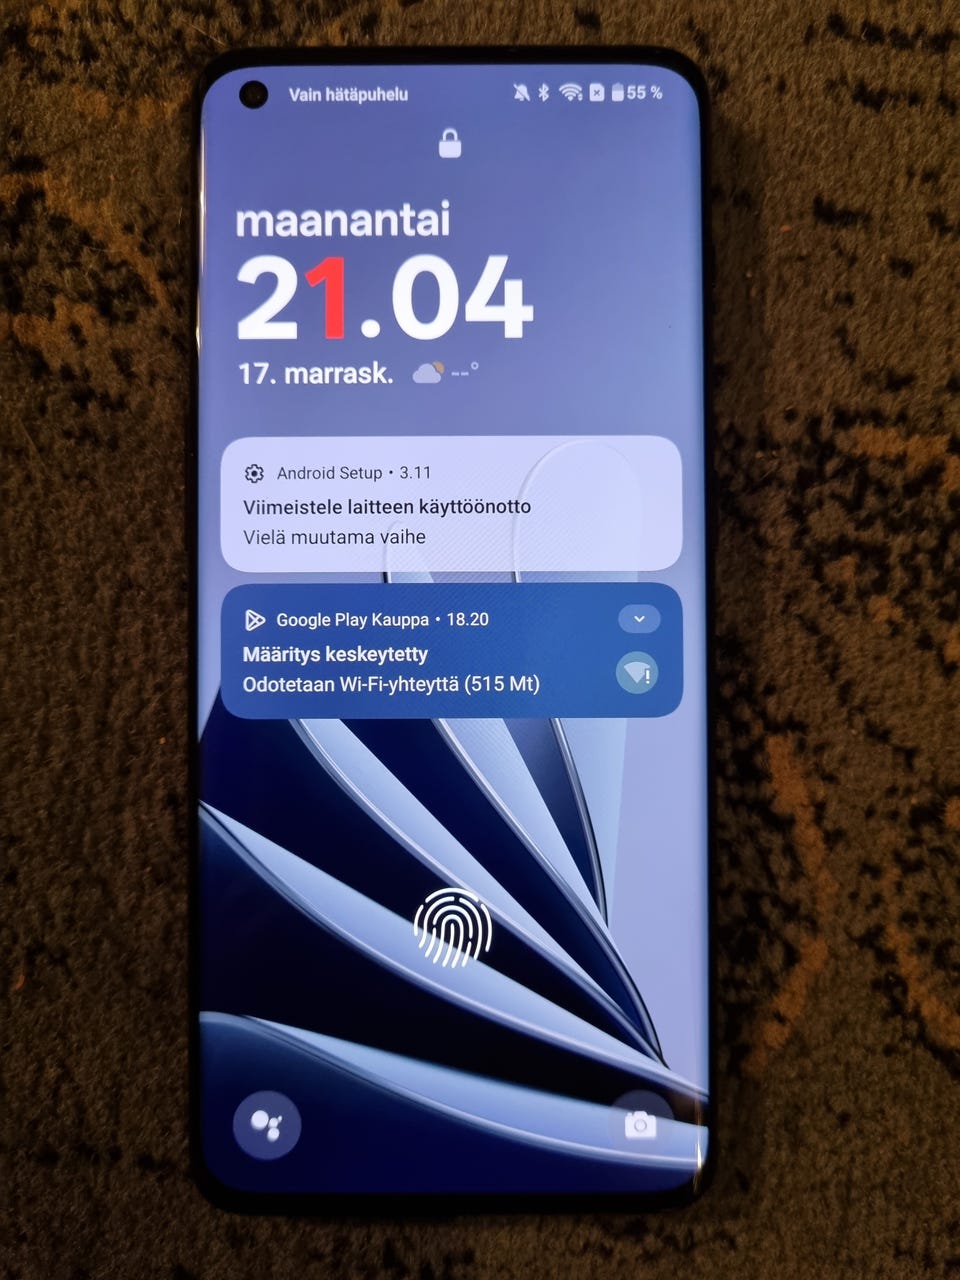 Vain hätäpuhelu 55 %
maanantai
21.04
17. marrask. --°
Android Setup • 3.11
Viimeistele laitteen käyttöönotto
Vielä muutama vaihe
Google Play Kauppa • 18.20
Määritys keskeytetty
Odotetaan Wi-Fi-yhteyttä (515 Mt)